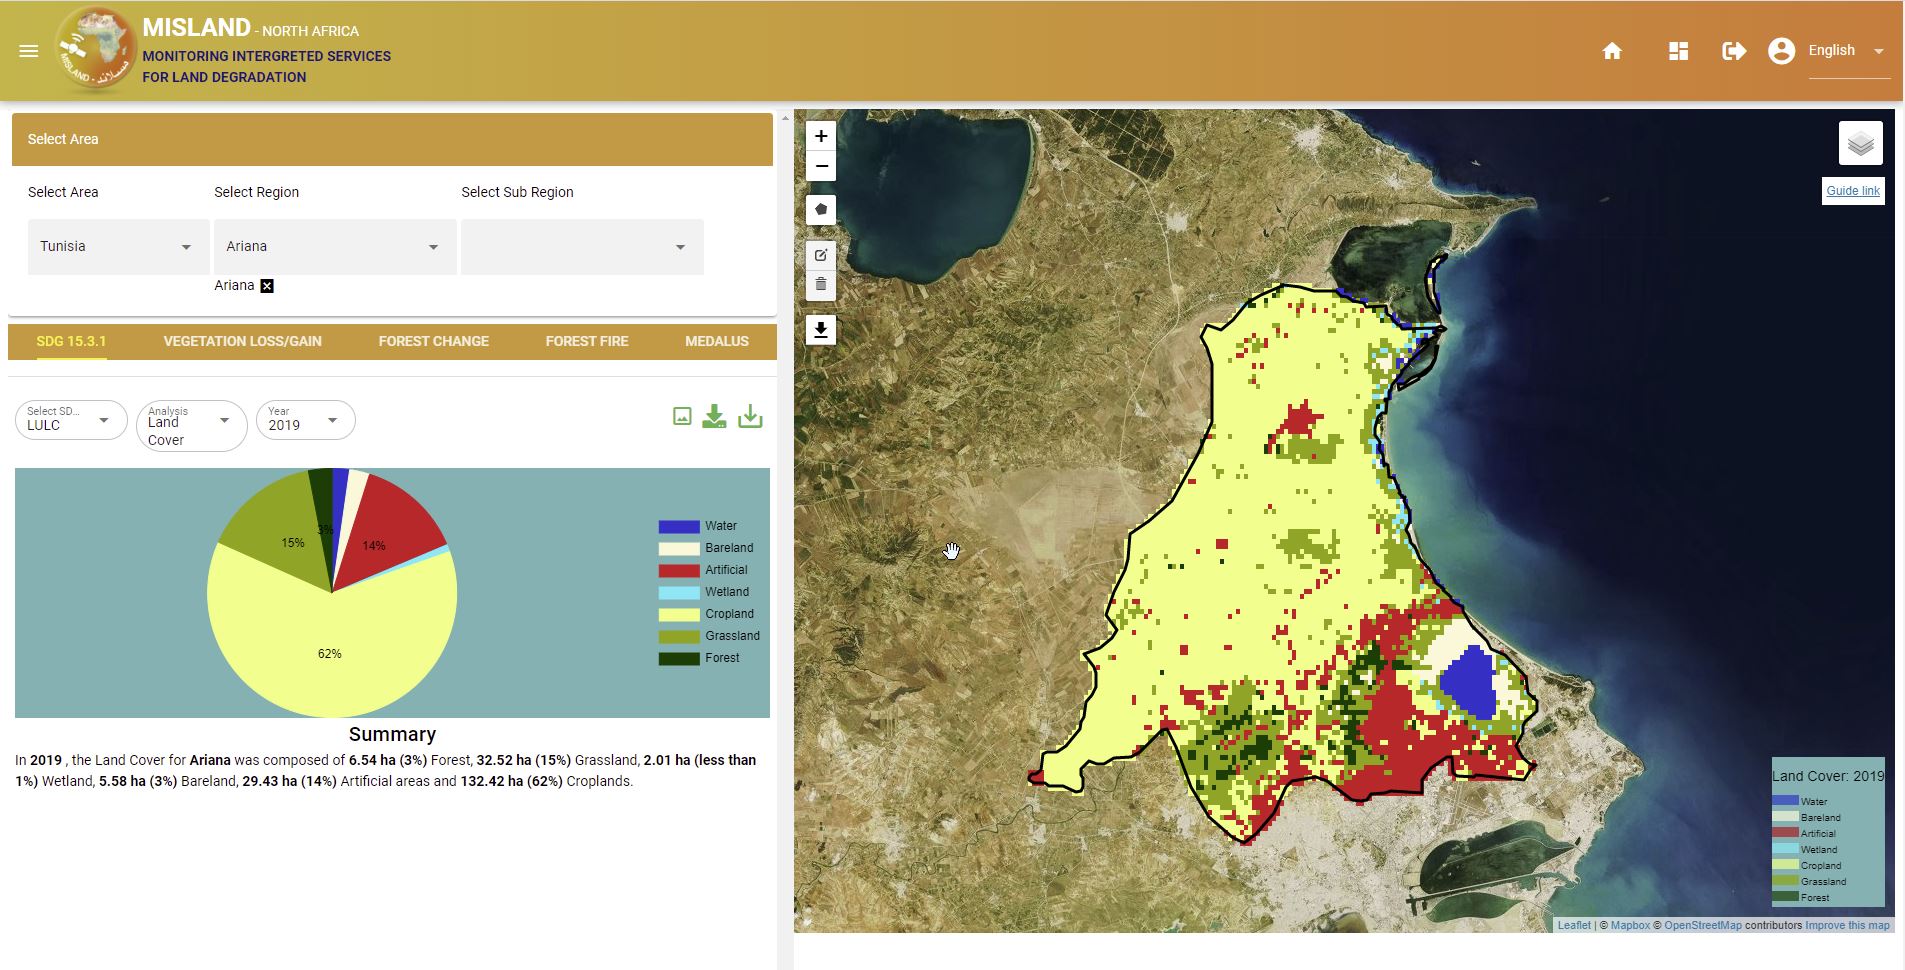 MISLAND - NORTH AFRICA
MONITORING INTERGRETED SERVICES
FOR LAND DEGRADATION
English
Select Area
Select Area
Select Region
Select Sub Region
Tunisia
Ariana
Ariana
SDG 15.3.1
VEGETATION LOSS/GAIN
FOREST CHANGE
FOREST FIRE
MEDALUS
Select SD...
LULC
Analysis
Land
Cover
Year
2019
3%
15%
14%
62%
Water
Bareland
Artificial
Wetland
Cropland
Grassland
Forest
Summary
In 2019 , the Land Cover for Ariana was composed of 6.54 ha (3%) Forest, 32.52 ha (15%) Grassland, 2.01 ha (less than
1%) Wetland, 5.58 ha (3%) Bareland, 29.43 ha (14%) Artificial areas and 132.42 ha (62%) Croplands.
+
−
Guide link
Land Cover: 2019
Water
Bareland
Artificial
Wetland
Cropland
Grassland
Forest
Leaflet | © Mapbox © OpenStreetMap contributors Improve this map